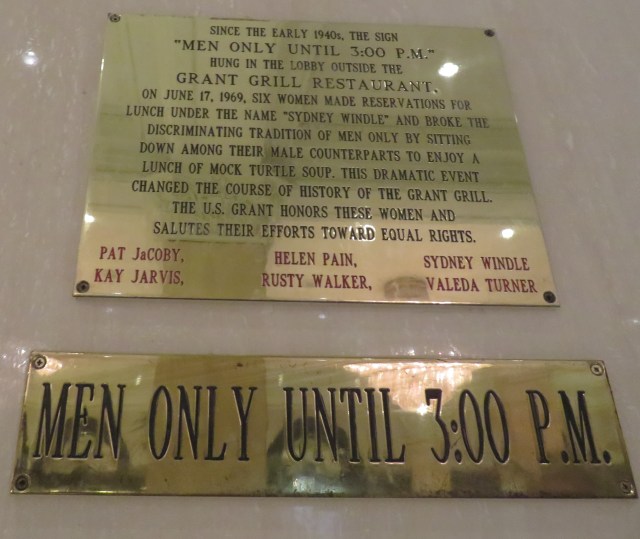 SINCE THE EARLY 1940s, THE SIGN
"MEN ONLY UNTIL 3:00 P.M."
HUNG IN THE LOBBY OUTSIDE THE
GRANT GRILL RESTAURANT,
ON JUNE 17, 1969, SIX WOMEN MADE RESERVATIONS FOR
LUNCH UNDER THE NAME "SYDNEY WINDLE" AND BROKE THE
DISCRIMINATING TRADITION OF MEN ONLY BY SITTING
DOWN AMONG THEIR MALE COUNTERPARTS TO ENJOY A
LUNCH OF MOCK TURTLE SOUP. THIS DRAMATIC EVENT
CHANGED THE COURSE OF HISTORY OF THE GRANT GRILL.
THE U.S. GRANT HONORS THESE WOMEN AND
SALUTES THEIR EFFORTS TOWARD EQUAL RIGHTS.
PAT JaCOBY, HELEN PAIN, SYDNEY WINDLE
KAY JARVIS, RUSTY WALKER, VALEDA TURNER
MEN ONLY UNTIL 3:00 P.M.